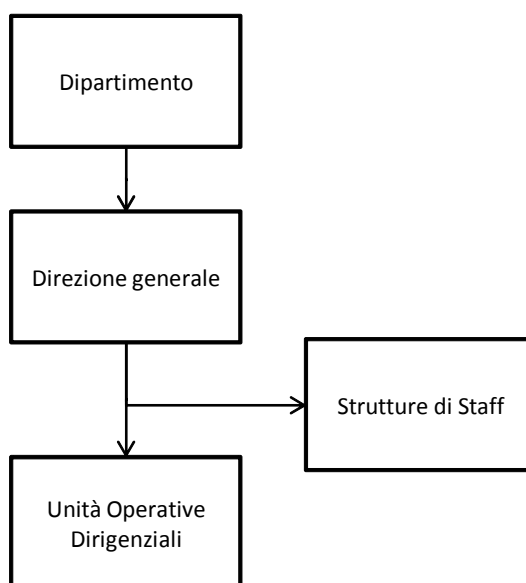 Dipartimento
Direzione generale
Strutture di Staff
Unità Operative
Dirigenziali